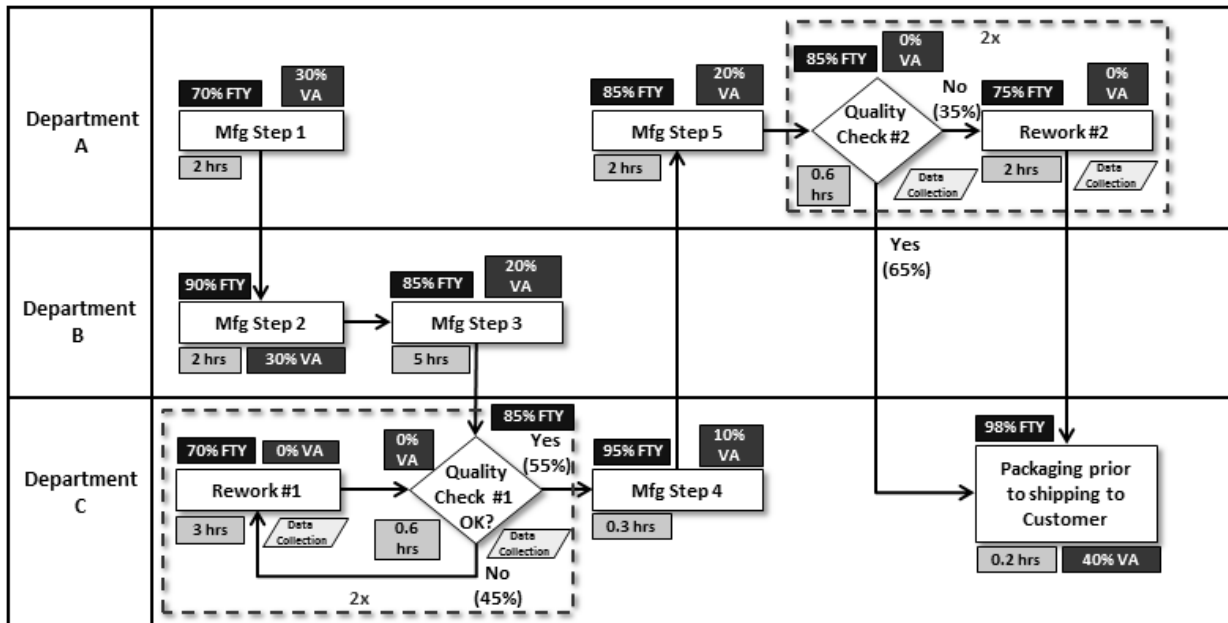 Department
A
70% FTY
30%
VA
Mfg Step 1
2 hrs
85% FTY
20%
VA
Mfg Step 5
2 hrs
2x
85% FTY
0%
VA
Quality
Check #2
0.6
hrs
Data
Collection
No
(35%)
75% FTY
0%
VA
Rework #2
2 hrs
Data
Collection
Yes
(65%)
Department
B
90% FTY
Mfg Step 2
2 hrs
30% VA
85% FTY
20%
VA
Mfg Step 3
5 hrs
Department
C
70% FTY
0% VA
Rework #1
3 hrs
Data
Collection
0%
VA
85% FTY
Quality
Check #1
OK?
0.6
hrs
Data
Collection
Yes
(55%)
No
(45%)
2x
95% FTY
10%
VA
Mfg Step 4
0.3 hrs
98% FTY
Packaging prior
to shipping to
Customer
0.2 hrs
40% VA